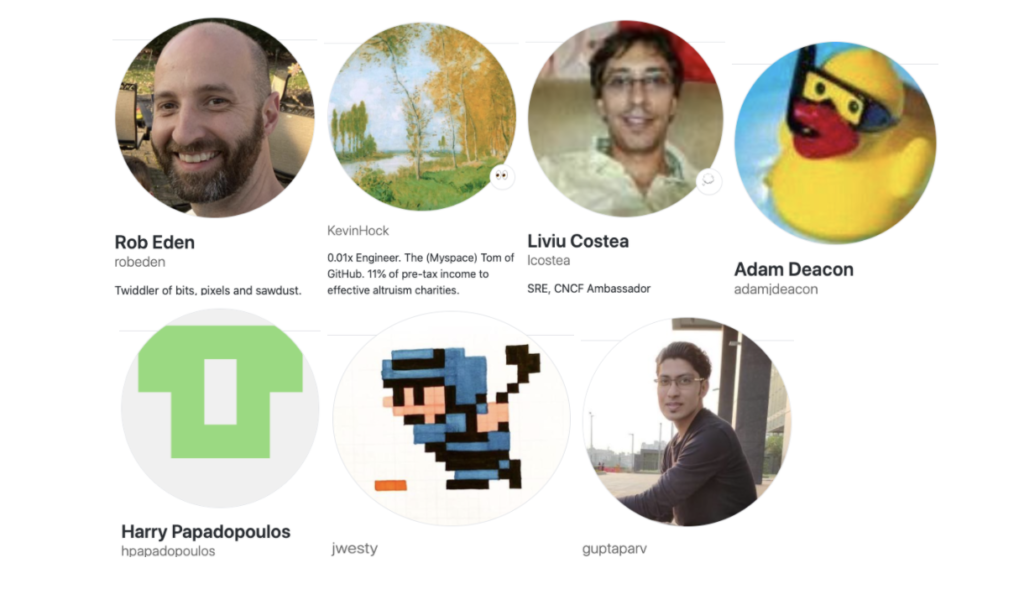 Rob Eden
robeden
Twiddler of bits, pixels and sawdust.
KevinHock
0.01x Engineer. The (Myspace) Tom of
GitHub. 11% of pre-tax income to
effective altruism charities.
Liviu Costea
lcostea
SRE, CNCF Ambassador
Adam Deacon
adamjdeacon
Harry Papadopoulos
hpapadopoulos
jwesty
guptaparv